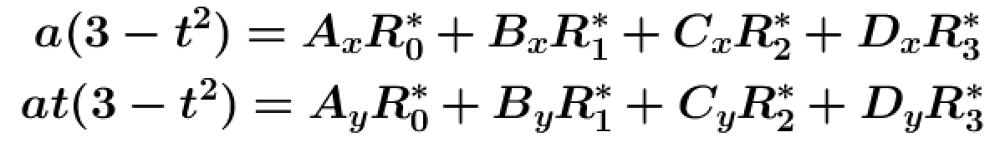 a(3 − t²) = AₓR₀* + BₓR₁* + CₓR₂* + DₓR₃*
at(3 − t²) = A_yR₀* + B_yR₁* + C_yR₂* + D_yR₃*